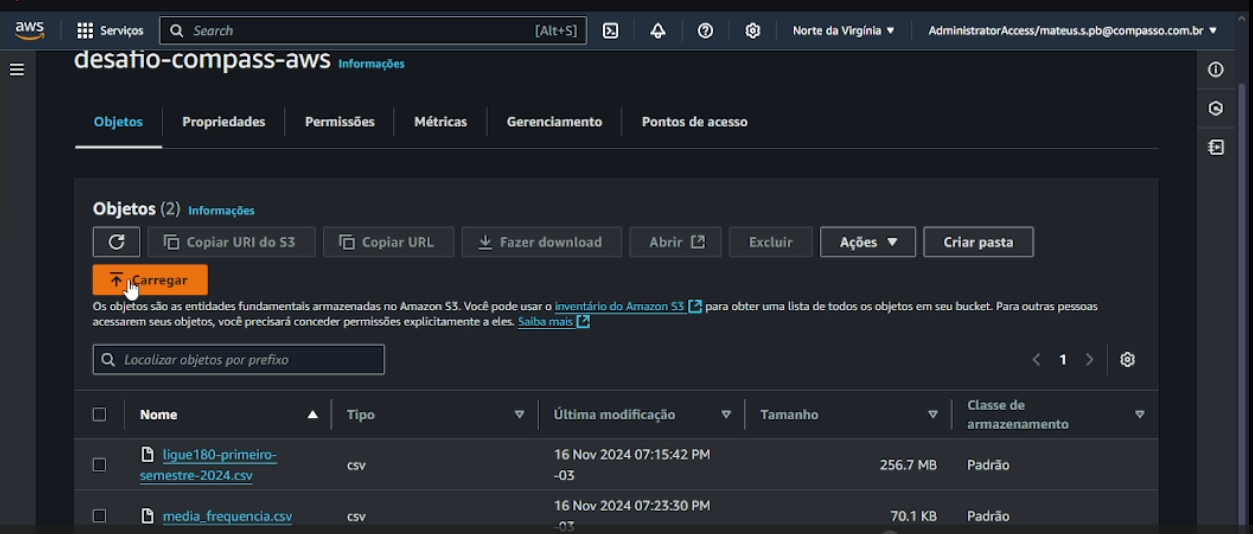 aws Serviços Search [Alt+S] Norte da Virgínia ▼ AdministratorAccess/mateus.s.pb@compasso.com.br ▼
desafio-compass-aws Informações
Objetos Propriedades Permissões Métricas Gerenciamento Pontos de acesso
Objetos (2) Informações
Copiar URI do S3 Copiar URL Fazer download Abrir Excluir Ações ▼ Criar pasta
Carregar
Os objetos são as entidades fundamentais armazenadas no Amazon S3. Você pode usar o inventário do Amazon S3 para obter uma lista de todos os objetos em seu bucket. Para outras pessoas
acessarem seus objetos, você precisará conceder permissões explicitamente a eles. Saiba mais
Localizar objetos por prefixo
1
Nome Tipo Última modificação Tamanho Classe de
armazenamento
ligue180-primeiro-
semestre-2024.csv
csv
16 Nov 2024 07:15:42 PM
-03
256.7 MB
Padrão
media_frequencia.csv
csv
16 Nov 2024 07:23:30 PM
-03
70.1 KB
Padrão